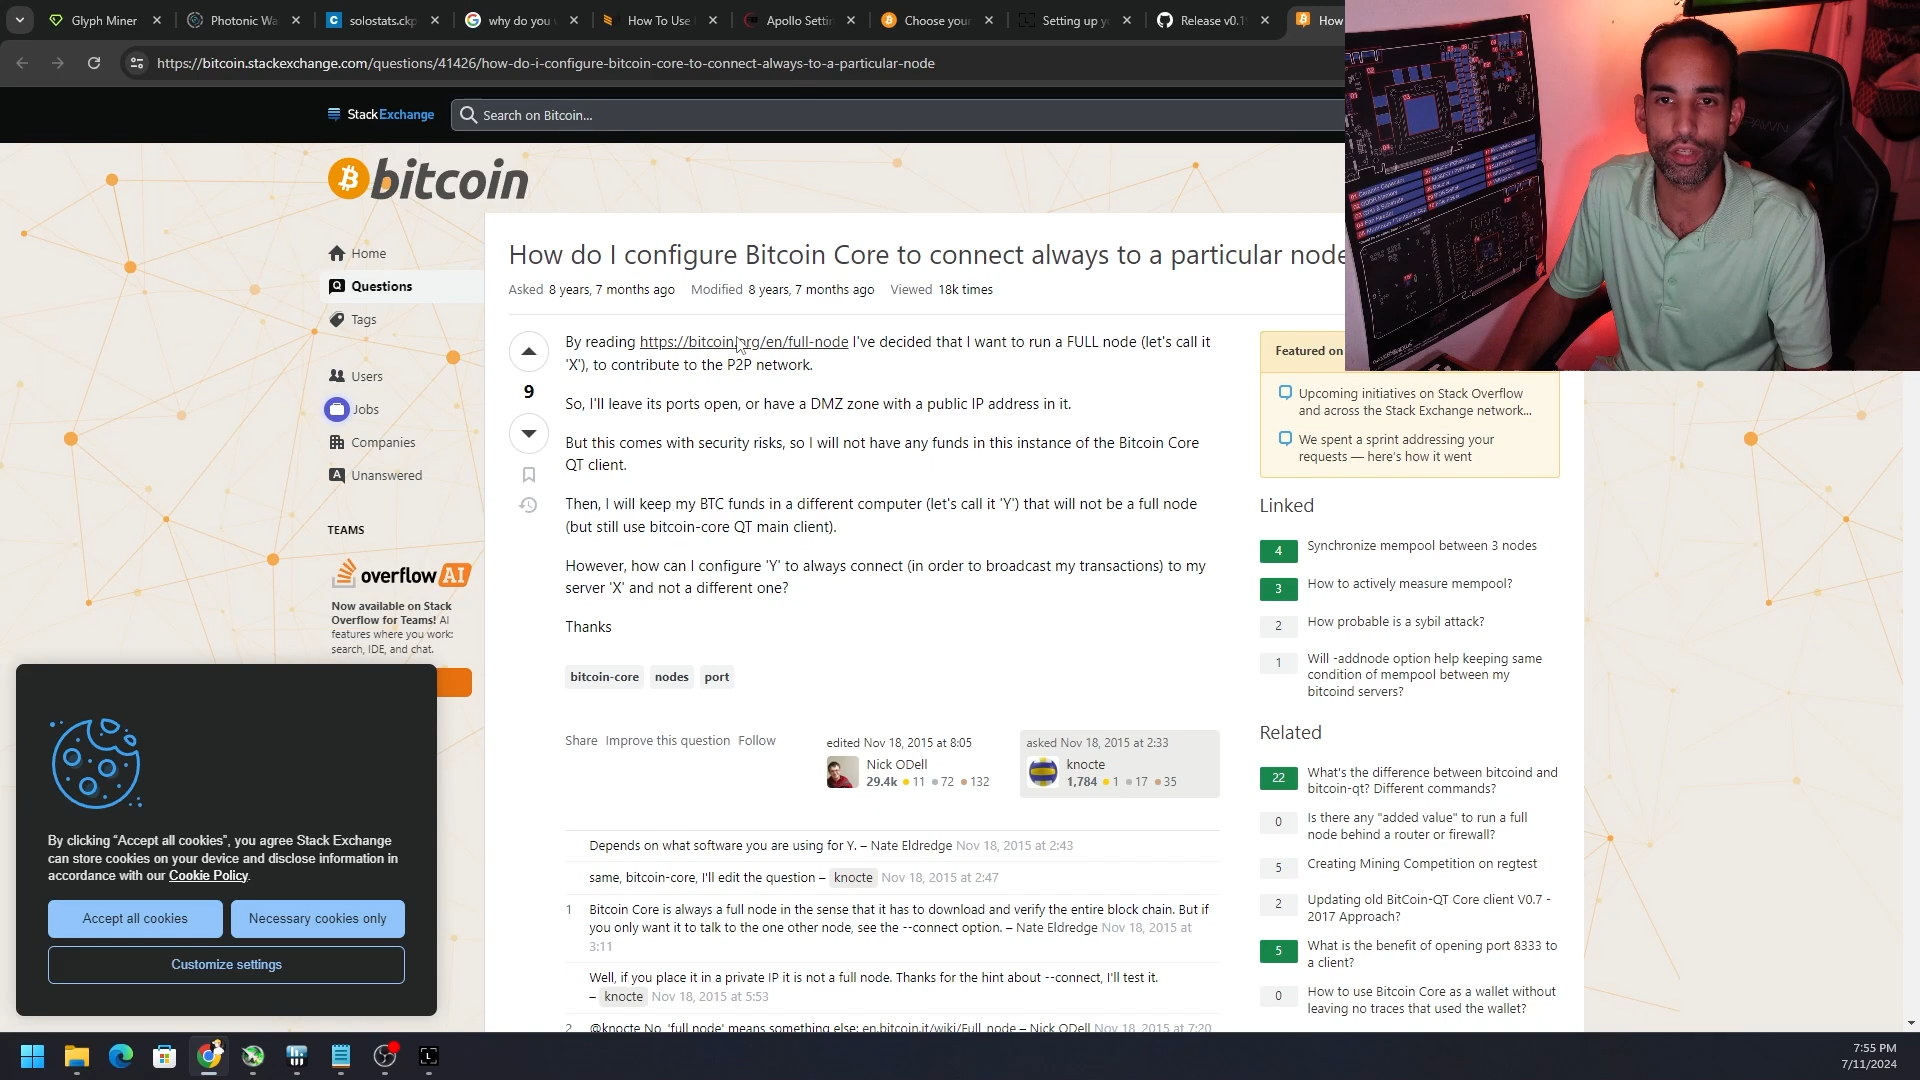 Glyph Miner
Photonic Wa
solostats.ckp
why do you
How To Use
Apollo Setti
Choose your
Setting up y
Release v0.1
How
https://bitcoin.stackexchange.com/questions/41426/how-do-i-configure-bitcoin-core-to-connect-always-to-a-particular-node
StackExchange
Search on Bitcoin...
bitcoin
Home
Questions
Tags
Users
Jobs
Companies
Unanswered
TEAMS
overflowAI
Now available on Stack
Overflow for Teams! AI
features where you work:
search, IDE, and chat.
How do I configure Bitcoin Core to connect always to a particular node
Asked 8 years, 7 months ago Modified 8 years, 7 months ago Viewed 18k times
9
By reading https://bitcoin.org/en/full-node I've decided that I want to run a FULL node (let's call it
'X'), to contribute to the P2P network.
So, I'll leave its ports open, or have a DMZ zone with a public IP address in it.
But this comes with security risks, so I will not have any funds in this instance of the Bitcoin Core
QT client.
Then, I will keep my BTC funds in a different computer (let's call it 'Y') that will not be a full node
(but still use bitcoin-core QT main client).
However, how can I configure 'Y' to always connect (in order to broadcast my transactions) to my
server 'X' and not a different one?
Thanks
bitcoin-core nodes port
Share Improve this question Follow
edited Nov 18, 2015 at 8:05
Nick ODell
29.4k 11 72 132
asked Nov 18, 2015 at 2:33
knocte
1,784 1 17 35
Depends on what software you are using for Y. – Nate Eldredge Nov 18, 2015 at 2:43
same, bitcoin-core, I'll edit the question – knocte Nov 18, 2015 at 2:47
1 Bitcoin Core is always a full node in the sense that it has to download and verify the entire block chain. But if
you only want it to talk to the one other node, see the --connect option. – Nate Eldredge Nov 18, 2015 at
3:11
Well, if you place it in a private IP it is not a full node. Thanks for the hint about --connect, I'll test it.
– knocte Nov 18, 2015 at 5:53
2 @knocte No, 'full node' means something else: en.bitcoin.it/wiki/Full_node – Nick ODell Nov 18, 2015 at 7:20
Featured on
Upcoming initiatives on Stack Overflow
and across the Stack Exchange network...
We spent a sprint addressing your
requests — here's how it went
Linked
4 Synchronize mempool between 3 nodes
3 How to actively measure mempool?
2 How probable is a sybil attack?
1 Will -addnode option help keeping same
condition of mempool between my
bitcoind servers?
Related
22 What's the difference between bitcoind and
bitcoin-qt? Different commands?
0 Is there any "added value" to run a full
node behind a router or firewall?
5 Creating Mining Competition on regtest
2 Updating old BitCoin-QT Core client V0.7 -
2017 Approach?
5 What is the benefit of opening port 8333 to
a client?
0 How to use Bitcoin Core as a wallet without
leaving no traces that used the wallet?
By clicking “Accept all cookies”, you agree Stack Exchange
can store cookies on your device and disclose information in
accordance with our Cookie Policy.
Accept all cookies
Necessary cookies only
Customize settings
7:55 PM
7/11/2024